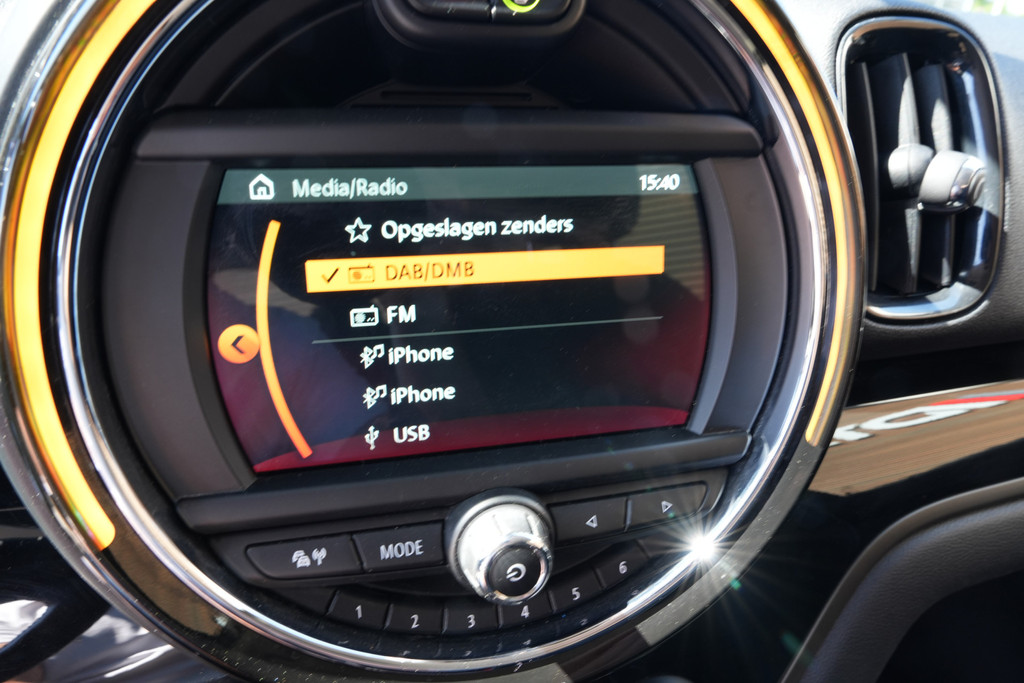 Media/Radio 15:40
Opgeslagen zenders
DAB/DMB
FM
iPhone
iPhone
USB
MODE
1 2 3 4 5 6